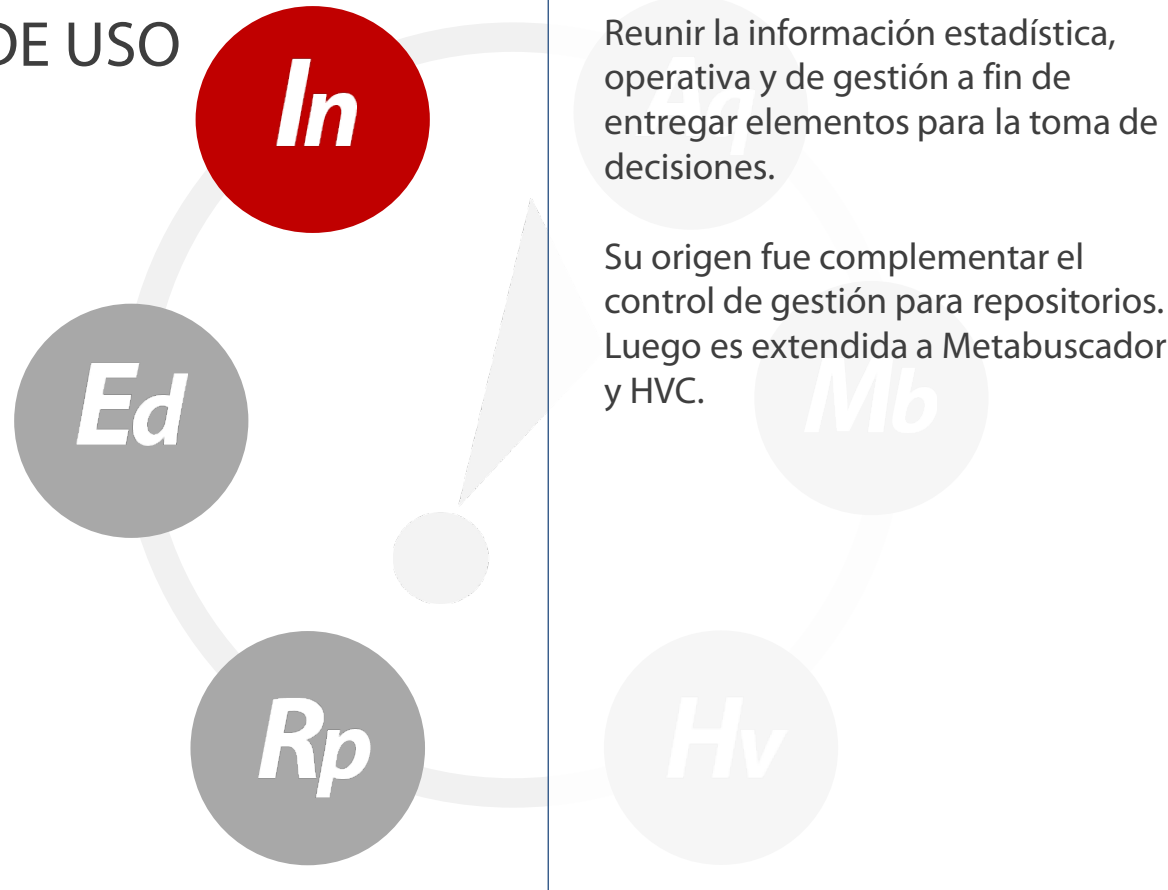 DE USO
In
Ed
Rp
Reunir la información estadística,
operativa y de gestión a fin de
entregar elementos para la toma de
decisiones.
Su origen fue complementar el
control de gestión para repositorios.
Luego es extendida a Metabuscador
y HVC.
Aq
Mb
Hv